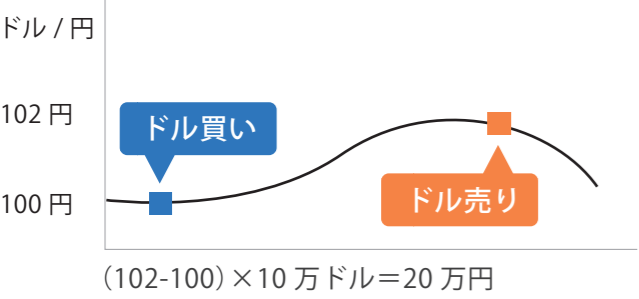 ドル / 円
102 円
ドル買い
100 円
ドル売り
（102-100）×10 万ドル＝20 万円